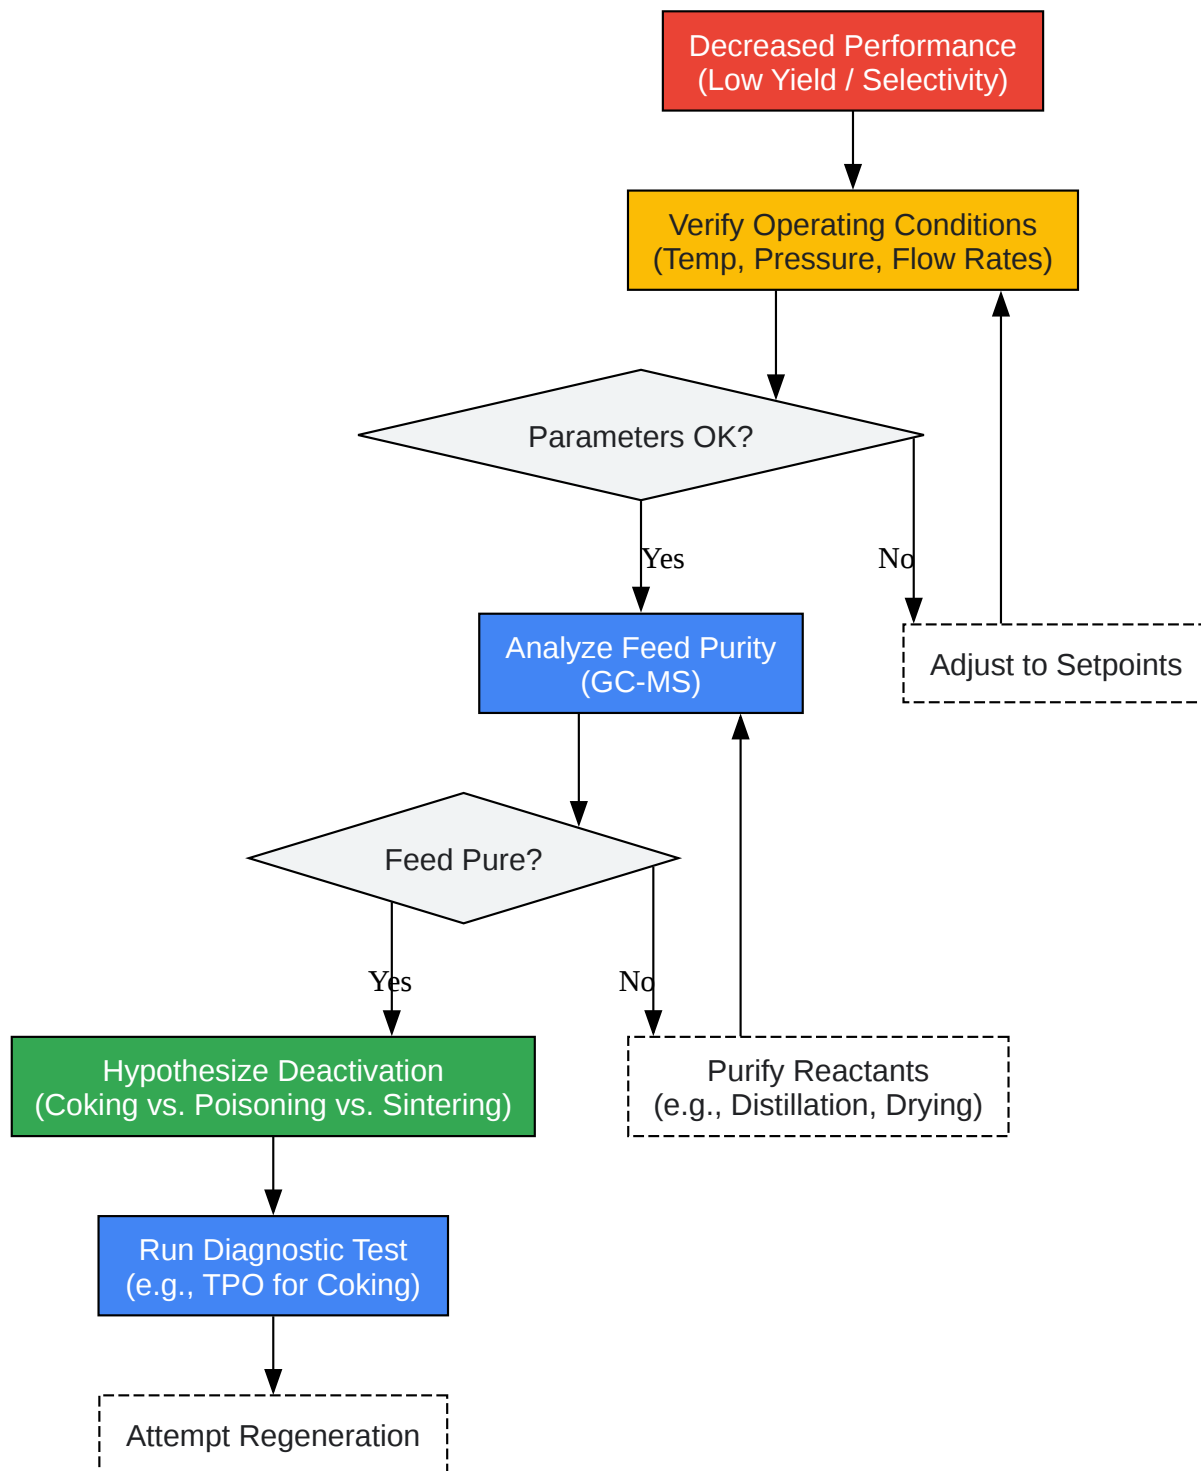 Decreased Performance
(Low Yield / Selectivity)
Verify Operating Conditions
(Temp, Pressure, Flow Rates)
Parameters OK?
Yes
No
Analyze Feed Purity
(GC-MS)
Adjust to Setpoints
Feed Pure?
Yes
No
Hypothesize Deactivation
(Coking vs. Poisoning vs. Sintering)
Purify Reactants
(e.g., Distillation, Drying)
Run Diagnostic Test
(e.g., TPO for Coking)
Attempt Regeneration